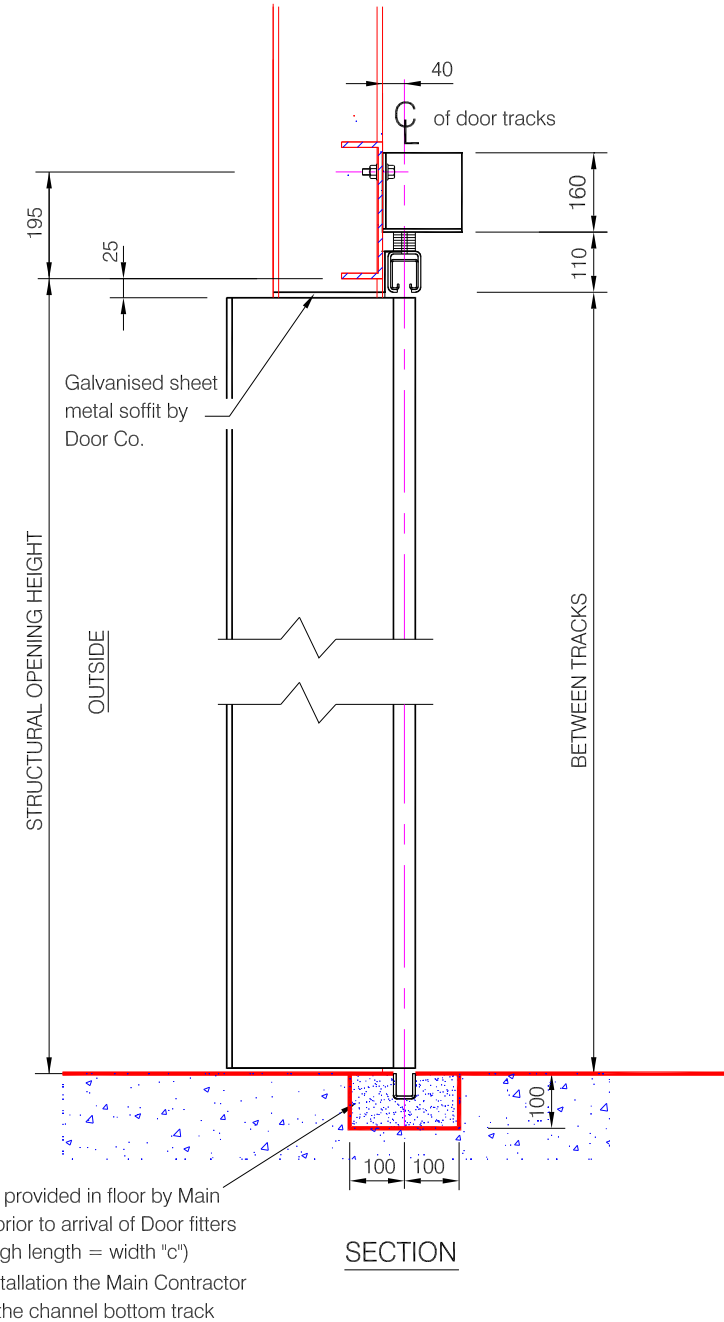 40
CL of door tracks
195
160
25
110
Galvanised sheet
metal soffit by
Door Co.
STRUCTURAL OPENING HEIGHT
OUTSIDE
BETWEEN TRACKS
100
100 100
provided in floor by Main
prior to arrival of Door fitters
gh length = width "c")
tallation the Main Contractor
the channel bottom track
SECTION